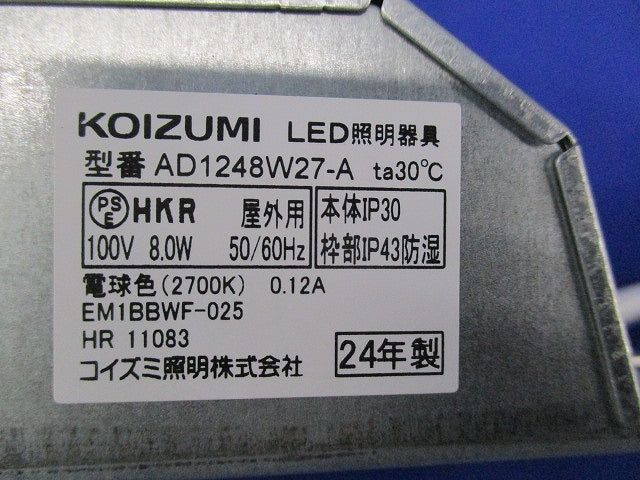 KOIZUMI LED照明器具
型番 AD1248W27-A ta30℃
PSE HKR 屋外用
100V 8.0W 50/60Hz
本体IP30
枠部IP43防湿
電球色(2700K) 0.12A
EM1BBWF-025
HR 11083
コイズミ照明株式会社
24年製